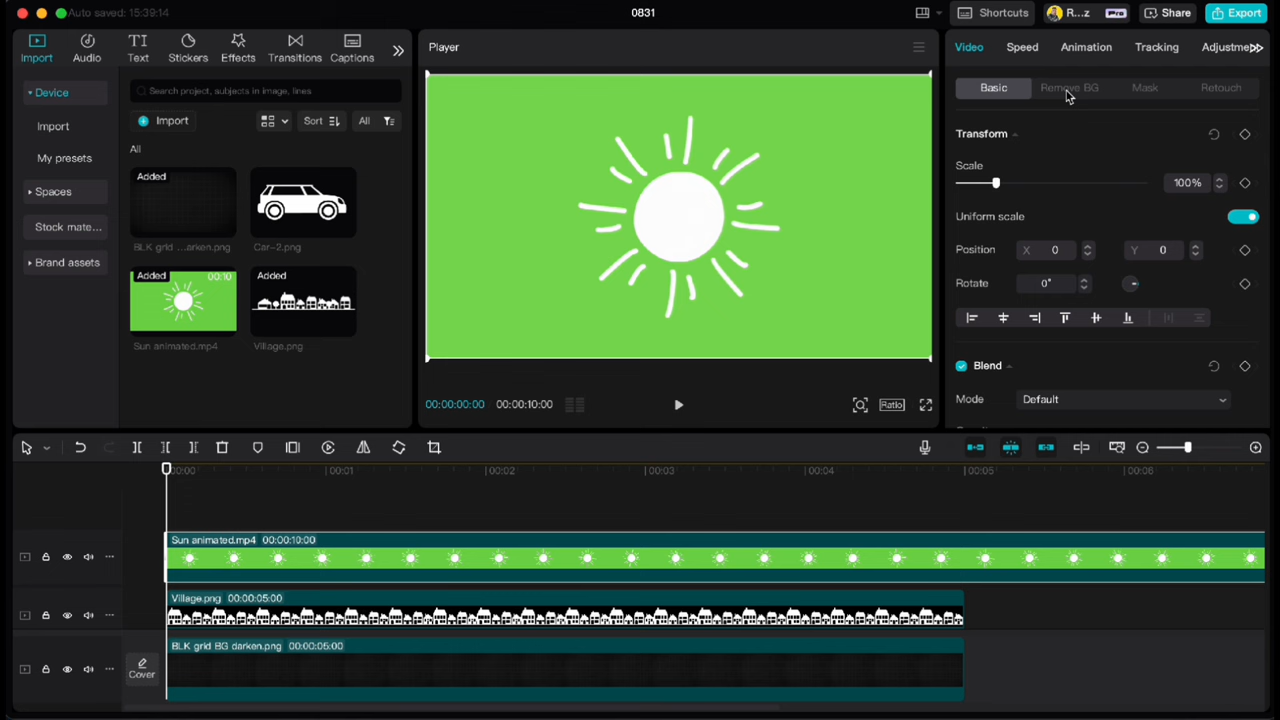 Auto saved: 15:39:14
0831
Shortcuts
R...z
Pro
Share
Export
Import
Audio
Text
Stickers
Effects
Transitions
Captions
Player
Video
Speed
Animation
Tracking
Adjustme
Device
Import
My presets
Spaces
Stock mate...
Brand assets
Search project, subjects in image, lines
Import
Sort
All
All
Added
BLK grid ...arken.png
Car-2.png
Added
00:10
Added
Sun animated.mp4
Village.png
00:00:00:00
00:00:10:00
Ratio
Basic
Remove BG
Mask
Retouch
Transform
Scale
100%
Uniform scale
Position
X 0
Y 0
Rotate
0°
Blend
Mode
Default
00:00
00:01
00:02
00:03
00:04
00:05
00:06
Sun animated.mp4 00:00:10:00
Village.png 00:00:05:00
BLK grid BG darken.png 00:00:05:00
Cover